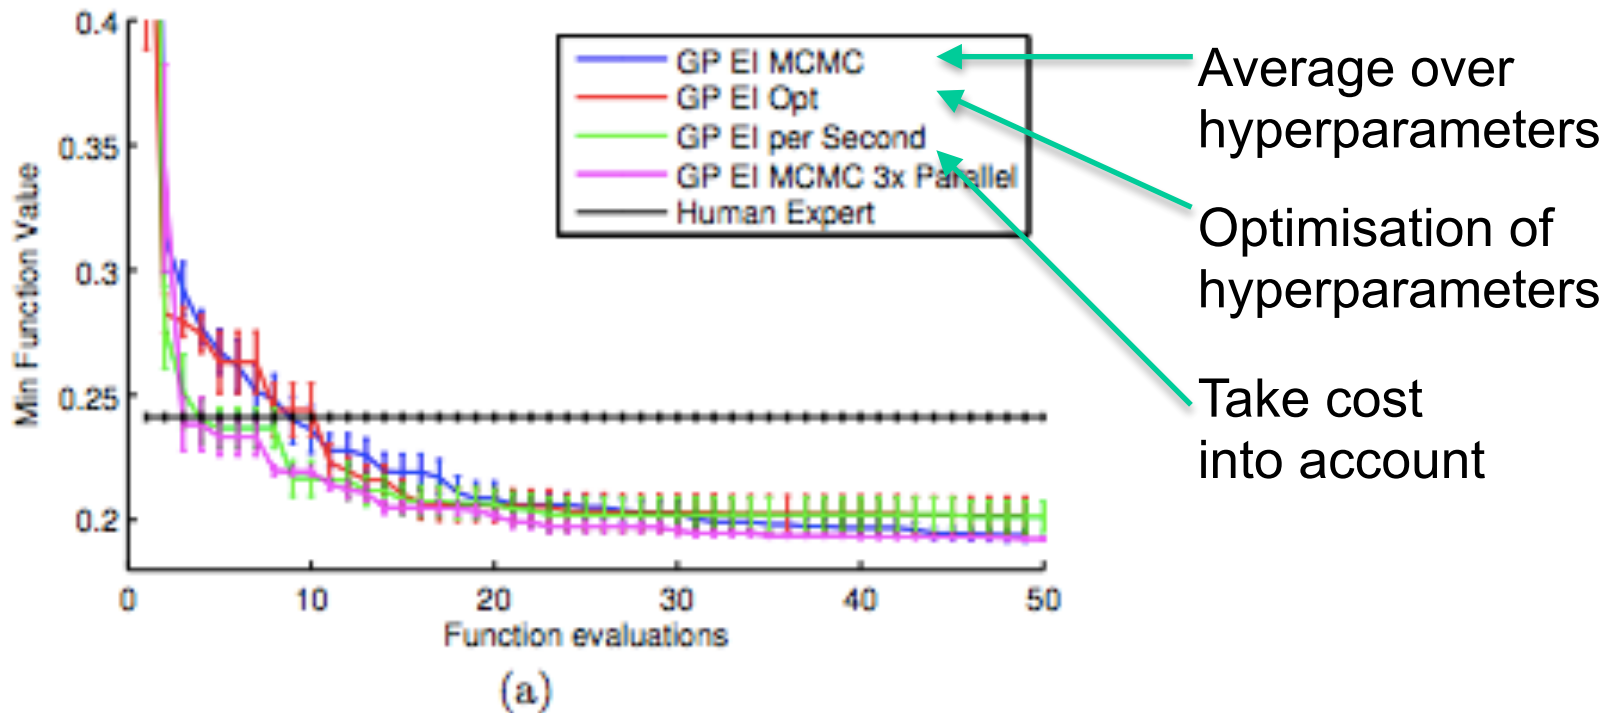 0.4
0.35
0.3
0.25
0.2
Min Function Value
GP EI MCMC
GP EI Opt
GP EI per Second
GP EI MCMC 3x Parallel
Human Expert
Average over
hyperparameters
Optimisation of
hyperparameters
Take cost
into account
0 10 20 30 40 50
Function evaluations
(a)